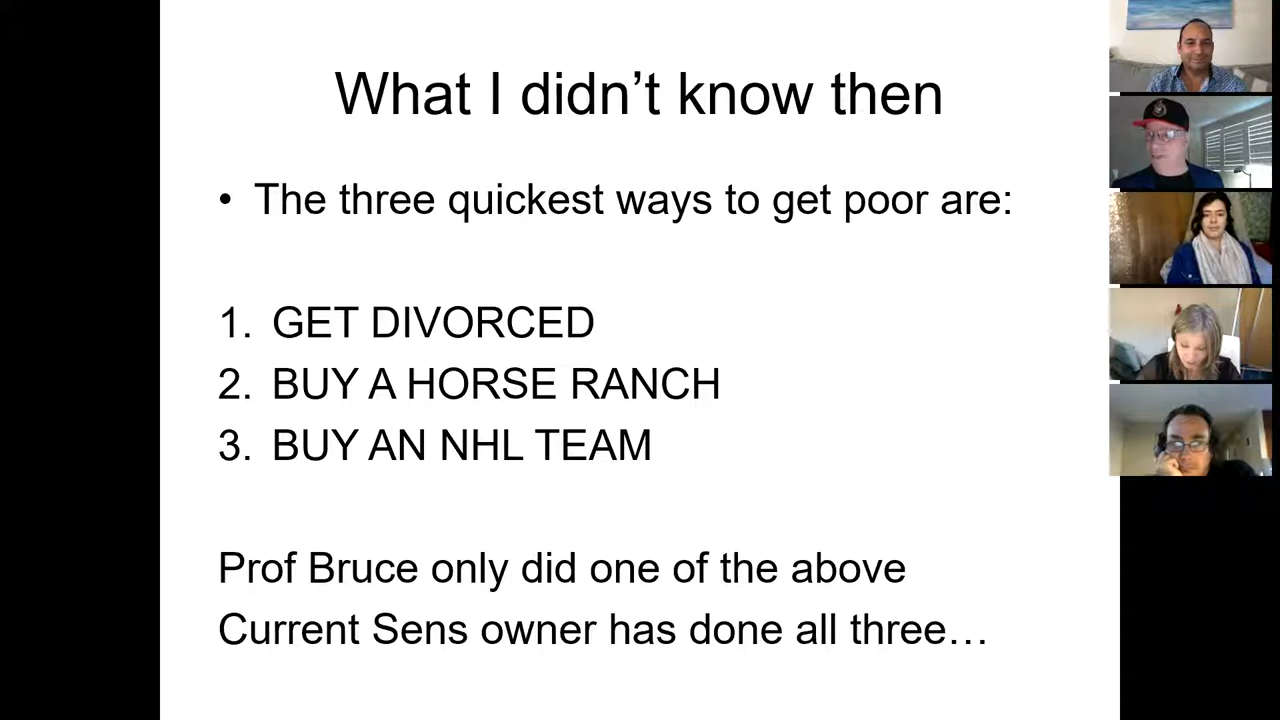 What I didn’t know then
• The three quickest ways to get poor are:
1. GET DIVORCED
2. BUY A HORSE RANCH
3. BUY AN NHL TEAM
Prof Bruce only did one of the above
Current Sens owner has done all three…